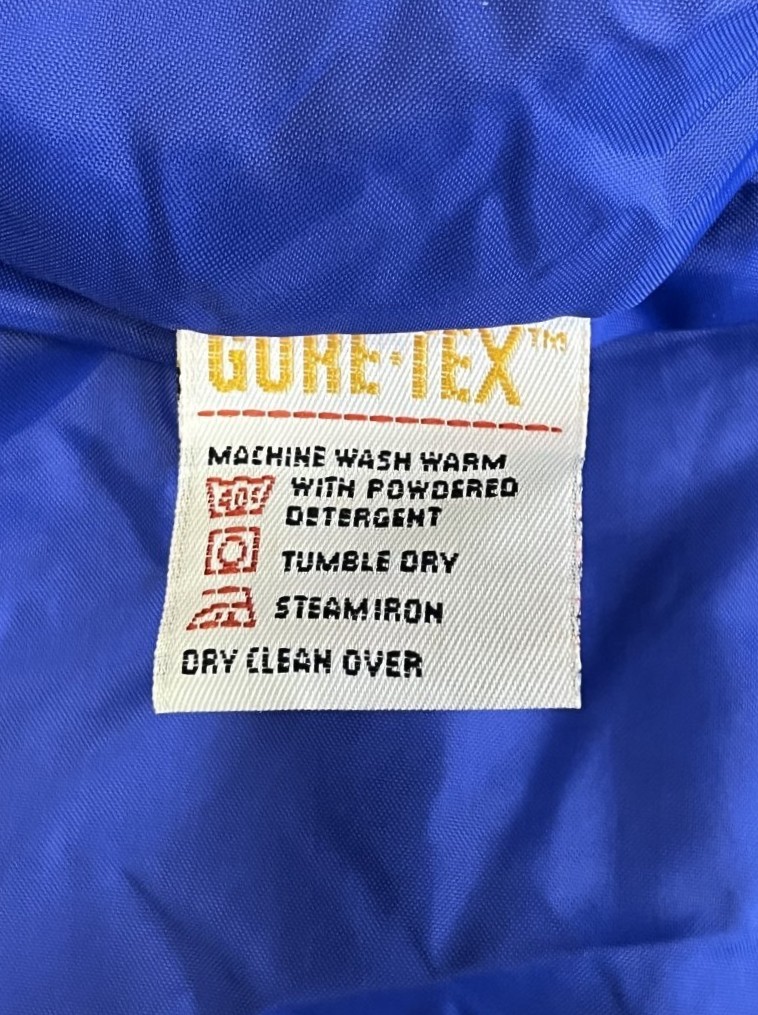 GORE-TEX™
MACHINE WASH WARM
WITH POWDERED
DETERGENT
TUMBLE DRY
STEAM IRON
DRY CLEAN OVER